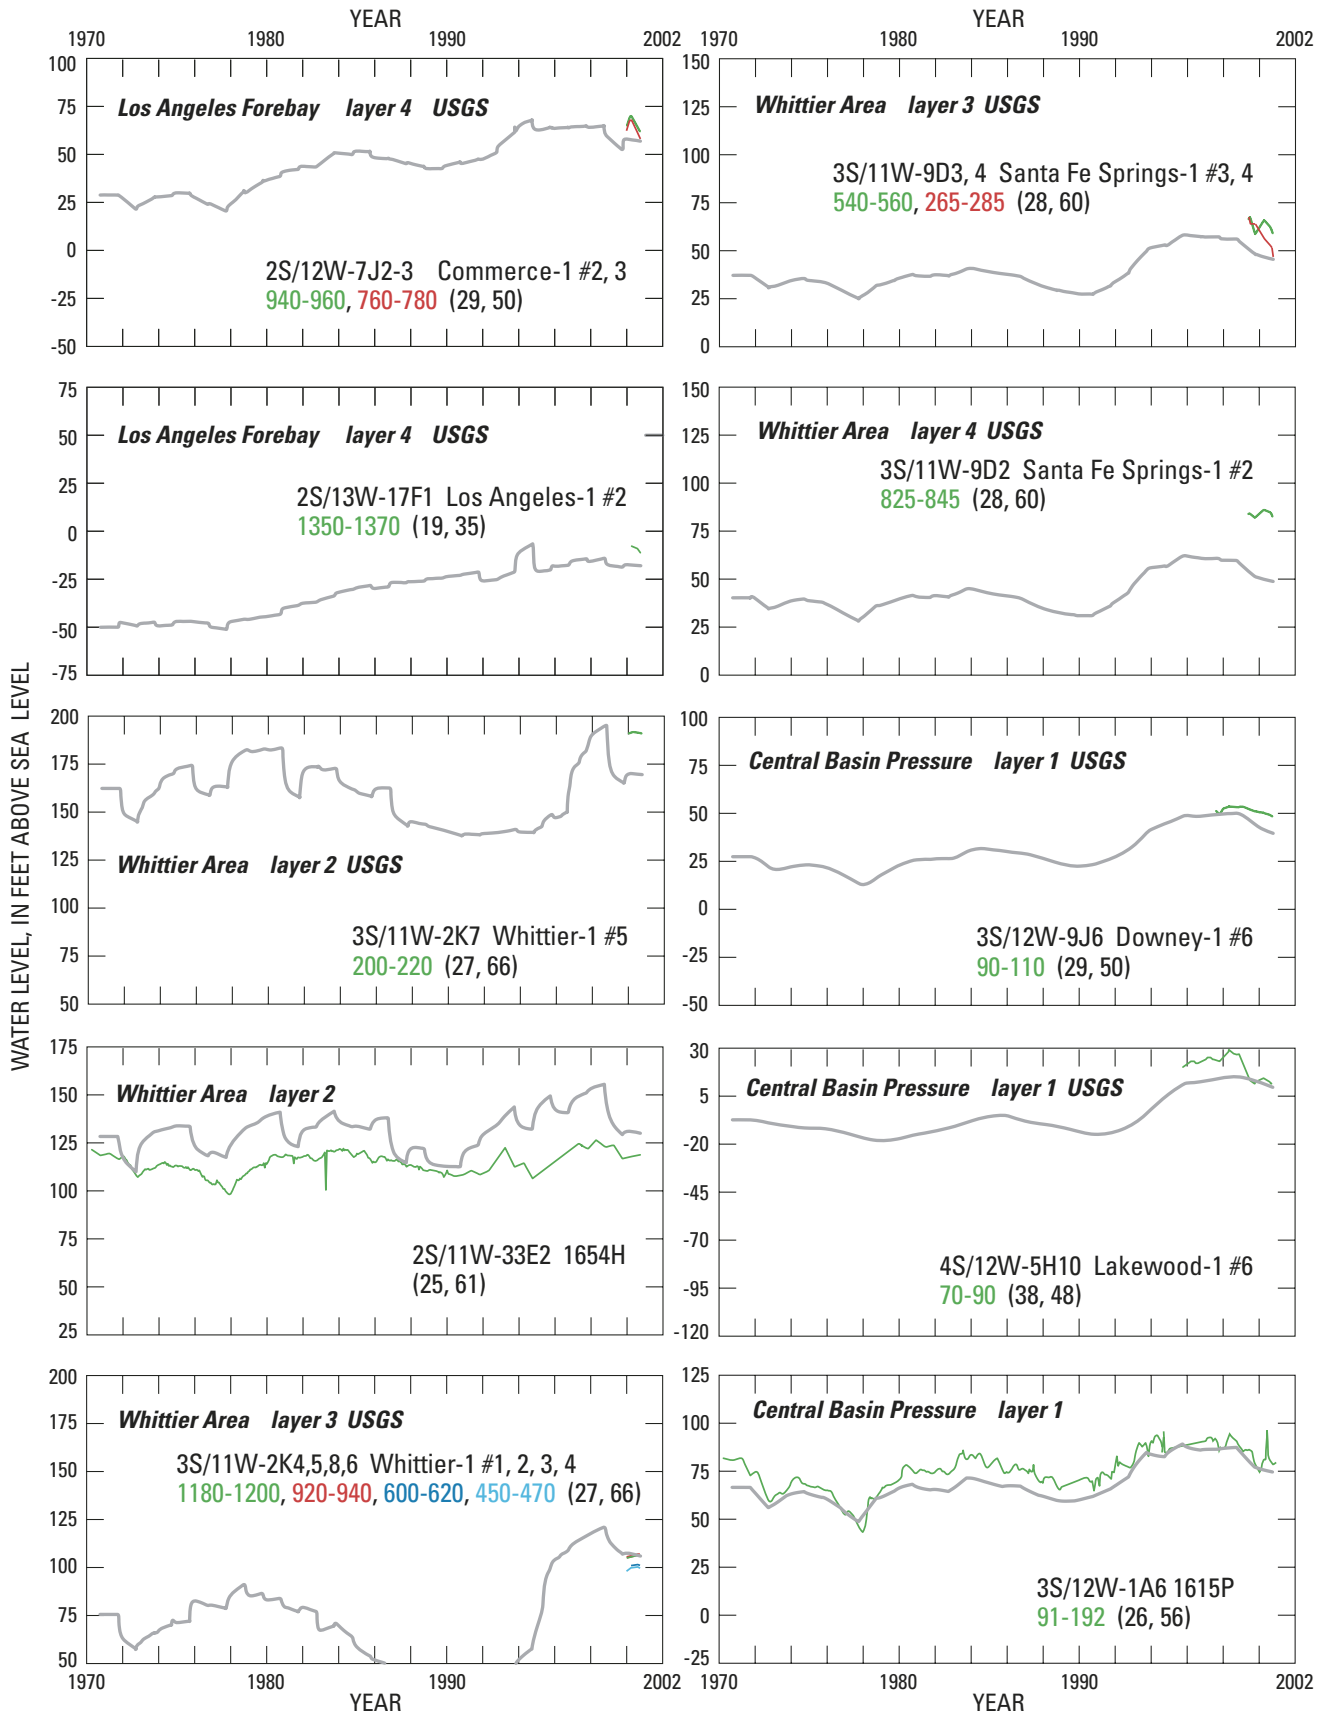 YEAR
1970 1980 1990 2002
100
75
50
25
0
-25
-50
Los Angeles Forebay layer 4 USGS
2S/12W-7J2-3 Commerce-1 #2, 3
940-960, 760-780 (29, 50)
75
50
25
0
-25
-50
-75
Los Angeles Forebay layer 4 USGS
2S/13W-17F1 Los Angeles-1 #2
1350-1370 (19, 35)
WATER LEVEL, IN FEET ABOVE SEA LEVEL
200
175
150
125
100
75
50
Whittier Area layer 2 USGS
3S/11W-2K7 Whittier-1 #5
200-220 (27, 66)
175
150
125
100
75
50
25
Whittier Area layer 2
2S/11W-33E2 1654H
(25, 61)
200
175
150
125
100
75
50
Whittier Area layer 3 USGS
3S/11W-2K4,5,8,6 Whittier-1 #1, 2, 3, 4
1180-1200, 920-940, 600-620, 450-470 (27, 66)
1970 1980 1990
YEAR
YEAR
1970 1980 1990 2002
150
125
100
75
50
25
0
Whittier Area layer 3 USGS
3S/11W-9D3, 4 Santa Fe Springs-1 #3, 4
540-560, 265-285 (28, 60)
150
125
100
75
50
25
0
Whittier Area layer 4 USGS
3S/11W-9D2 Santa Fe Springs-1 #2
825-845 (28, 60)
100
75
50
25
0
-25
-50
Central Basin Pressure layer 1 USGS
3S/12W-9J6 Downey-1 #6
90-110 (29, 50)
30
5
-20
-45
-70
-95
-120
Central Basin Pressure layer 1 USGS
4S/12W-5H10 Lakewood-1 #6
70-90 (38, 48)
125
100
75
50
25
0
-25
Central Basin Pressure layer 1
3S/12W-1A6 1615P
91-192 (26, 56)
2002 1970 1980 1990 2002
YEAR